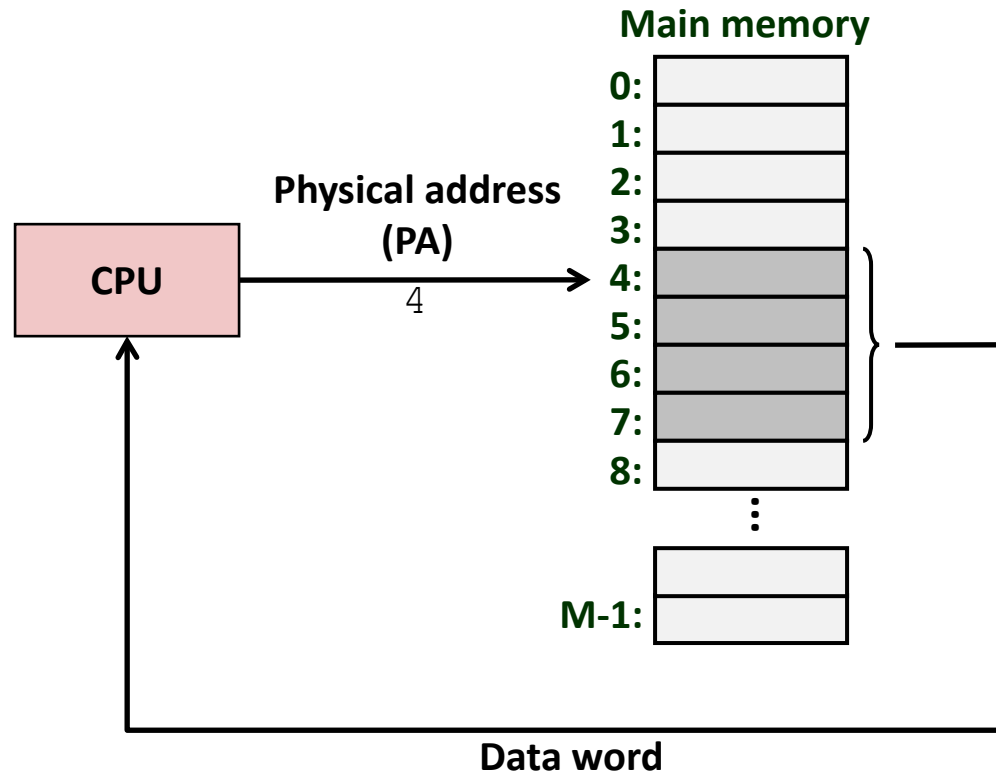 Main memory
0:
1:
2:
Physical address
(PA)
3:
CPU
4
4:
5:
6:
7:
8:
M-1:
Data word